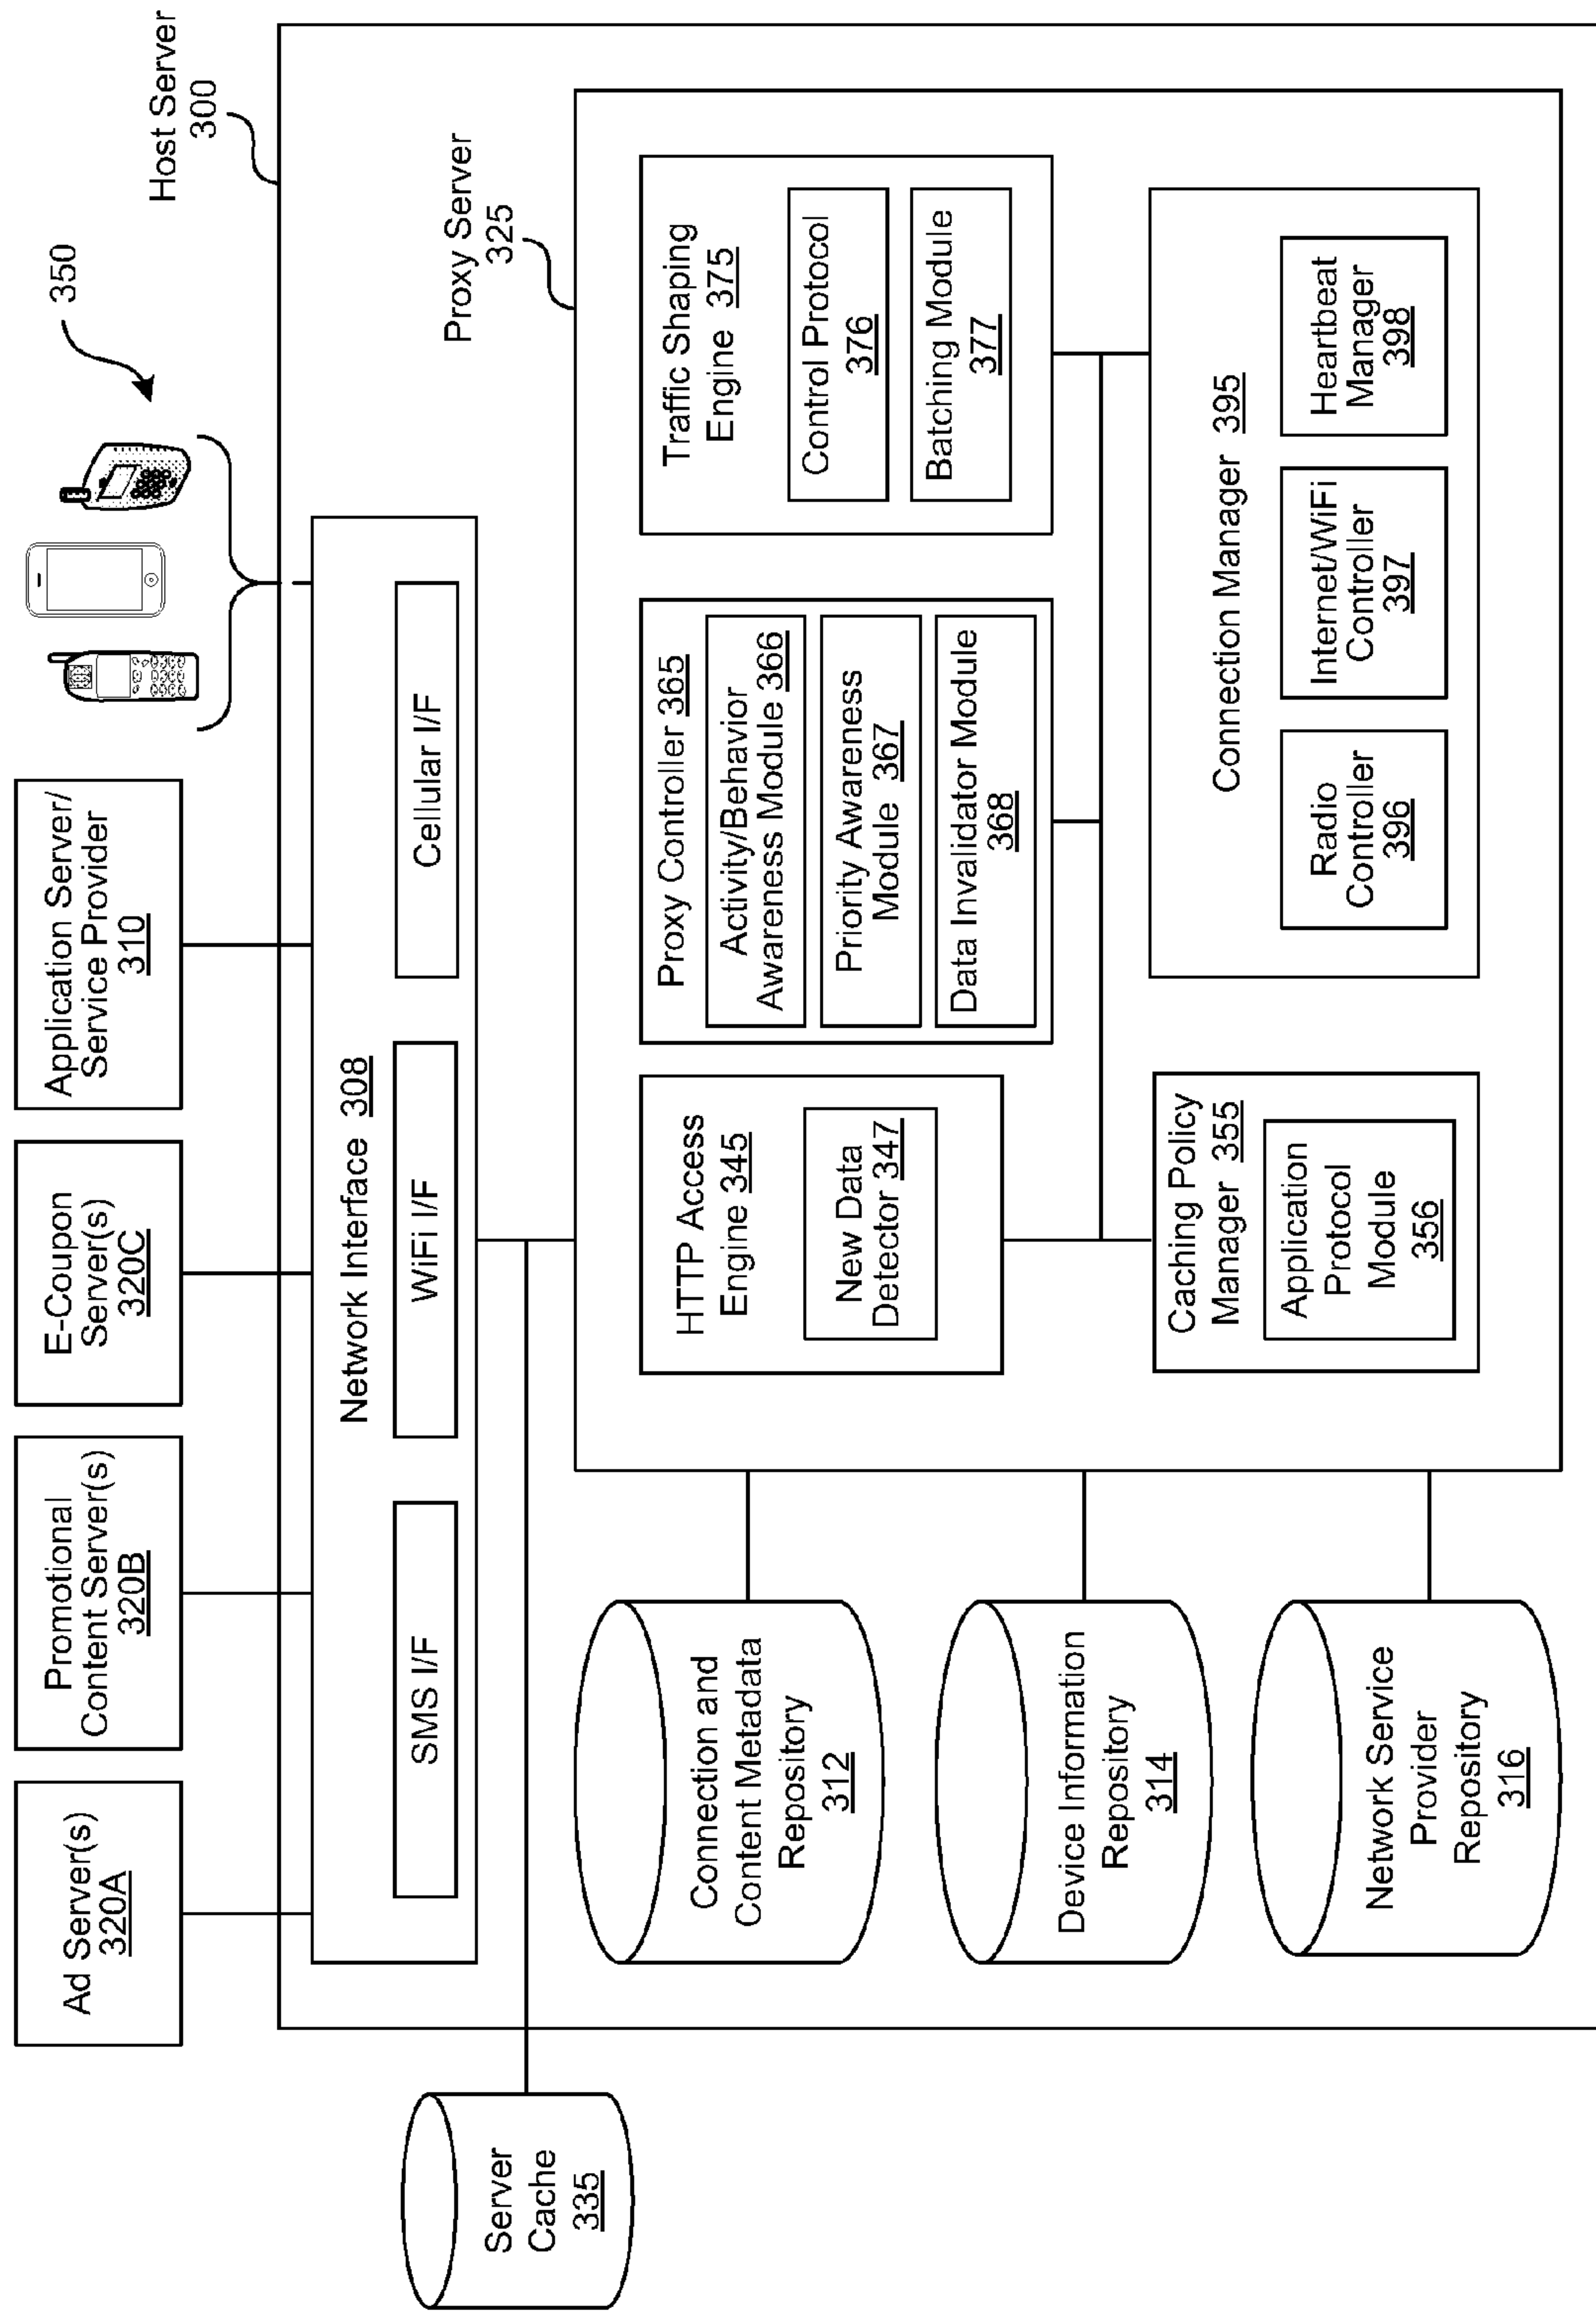 Ad Server(s)
320A
Promotional
Content Server(s)
320B
E-Coupon
Server(s)
320C
Application Server/
Service Provider
310
350
Host Server
300
Network Interface 308
SMS I/F
WiFi I/F
Cellular I/F
Server
Cache
335
Proxy Server
325
Connection and
Content Metadata
Repository
312
Device Information
Repository
314
Network Service
Provider
Repository
316
HTTP Access
Engine 345
New Data
Detector 347
Proxy Controller 365
Activity/Behavior
Awareness Module 366
Priority Awareness
Module 367
Data Invalidator Module
368
Traffic Shaping
Engine 375
Control Protocol
376
Batching Module
377
Caching Policy
Manager 355
Application
Protocol
Module
356
Connection Manager 395
Radio
Controller
396
Internet/WiFi
Controller
397
Heartbeat
Manager
398